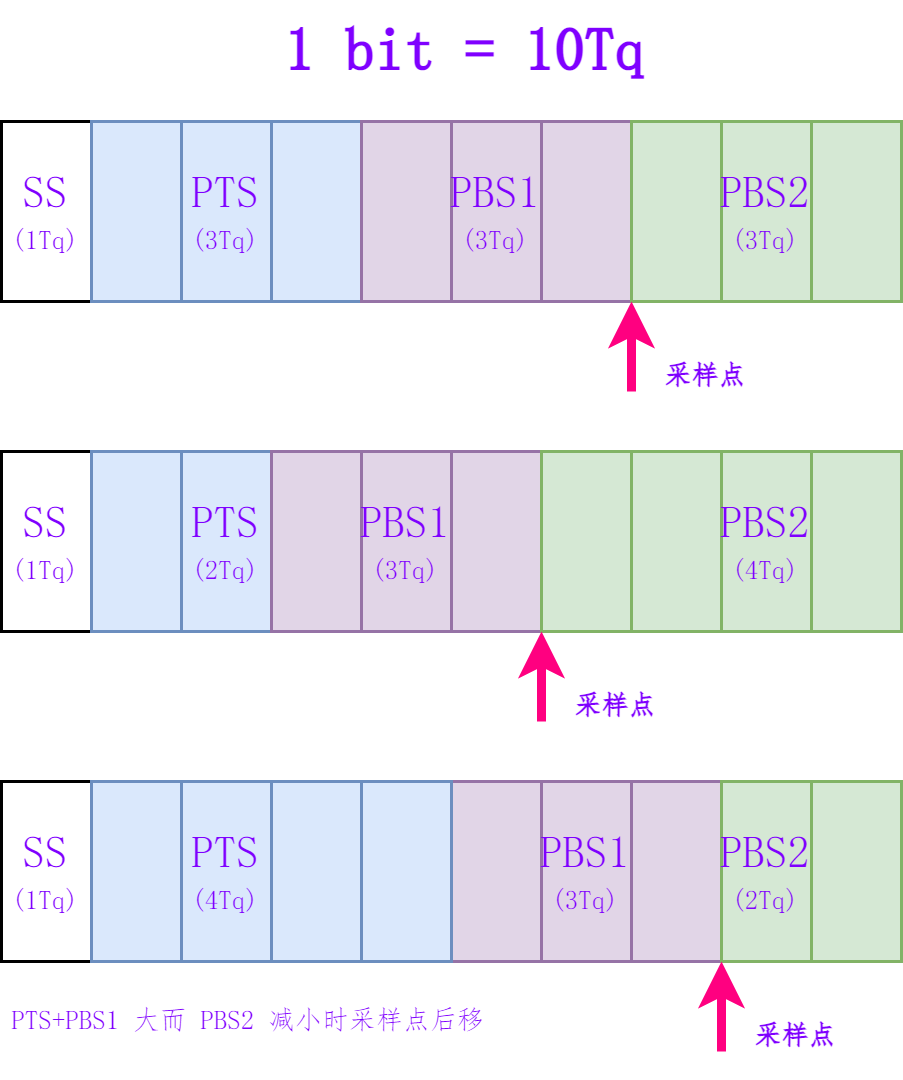 1 bit = 10Tq
SS PTS PBS1 PBS2
(1Tq) (3Tq) (3Tq) (3Tq)
采样点
SS PTS PBS1 PBS2
(1Tq) (2Tq) (3Tq) (4Tq)
采样点
SS PTS PBS1 PBS2
(1Tq) (4Tq) (3Tq) (2Tq)
PTS+PBS1 大而 PBS2 减小时采样点后移
采样点